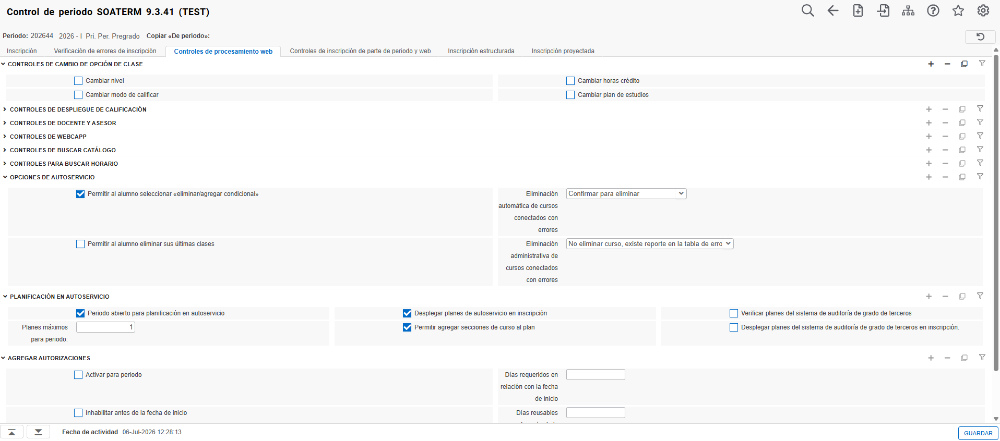 Control de periodo SOATERM 9.3.41 (TEST)
Periodo: 202644 2026 - I Pri. Per. Pregrado Copiar «De periodo»:
Inscripción Verificación de errores de inscripción Controles de procesamiento web Controles de inscripción de parte de periodo y web Inscripción estructurada Inscripción proyectada
CONTROLES DE CAMBIO DE OPCIÓN DE CLASE
Cambiar nivel Cambiar horas crédito
Cambiar modo de calificar Cambiar plan de estudios
CONTROLES DE DESPLIEGUE DE CALIFICACIÓN
CONTROLES DE DOCENTE Y ASESOR
CONTROLES DE WEBCAPP
CONTROLES DE BUSCAR CATÁLOGO
CONTROLES PARA BUSCAR HORARIO
OPCIONES DE AUTOSERVICIO
Permitir al alumno seleccionar «eliminar/agregar condicional»
Eliminación Confirmar para eliminar
automática de cursos
conectados con
errores
Permitir al alumno eliminar sus últimas clases
Eliminación No eliminar curso, existe reporte en la tabla de erro
administrativa de
cursos conectados
con errores
PLANIFICACIÓN EN AUTOSERVICIO
Periodo abierto para planificación en autoservicio Desplegar planes de autoservicio en inscripción Verificar planes del sistema de auditoría de grado de terceros
Planes máximos 1 Permitir agregar secciones de curso al plan Desplegar planes del sistema de auditoría de grado de terceros en inscripción.
para periodo:
AGREGAR AUTORIZACIONES
Activar para periodo Días requeridos en
relación con la fecha
de inicio
Inhabilitar antes de la fecha de inicio Días reusables
Fecha de actividad 06-Jul-2026 12:28:13
GUARDAR